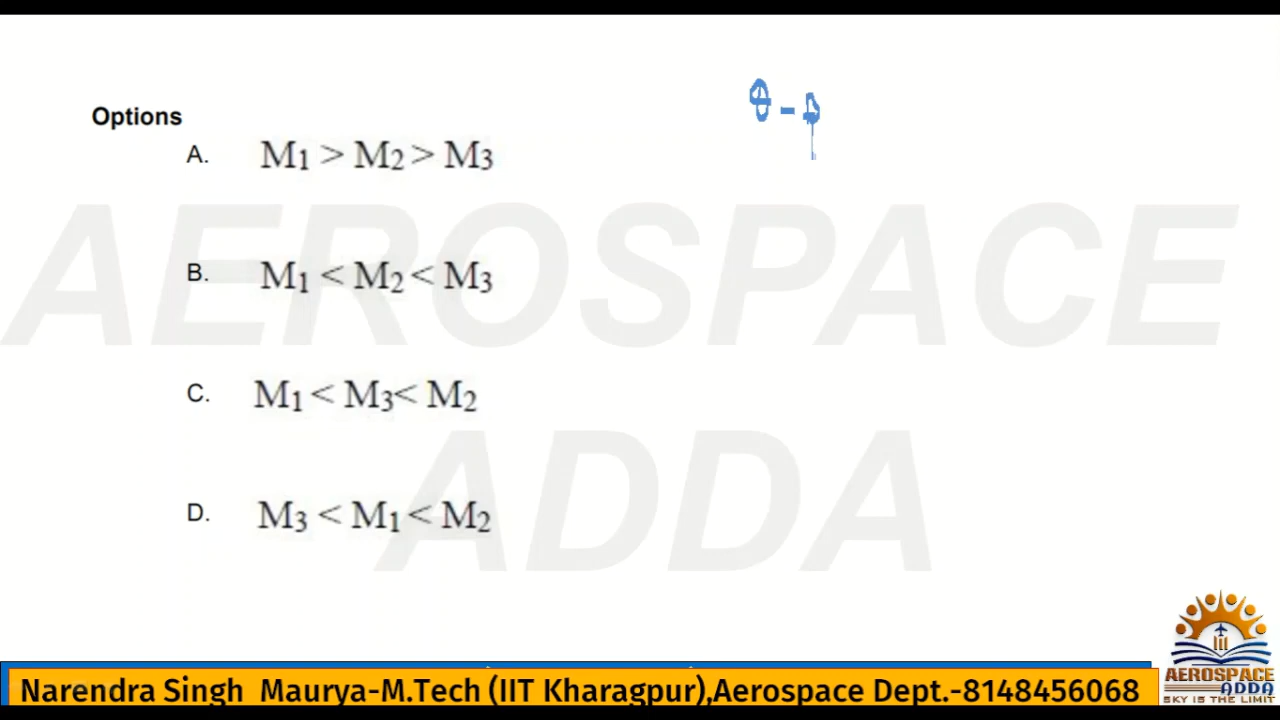 Options
θ - p
A. M₁ > M₂ > M₃
B. M₁ < M₂ < M₃
C. M₁ < M₃< M₂
D. M₃ < M₁ < M₂
AEROSPACE
ADDA
Narendra Singh Maurya-M.Tech (IIT Kharagpur),Aerospace Dept.-8148456068
AEROSPACE
ADDA
SKY IS THE LIMIT